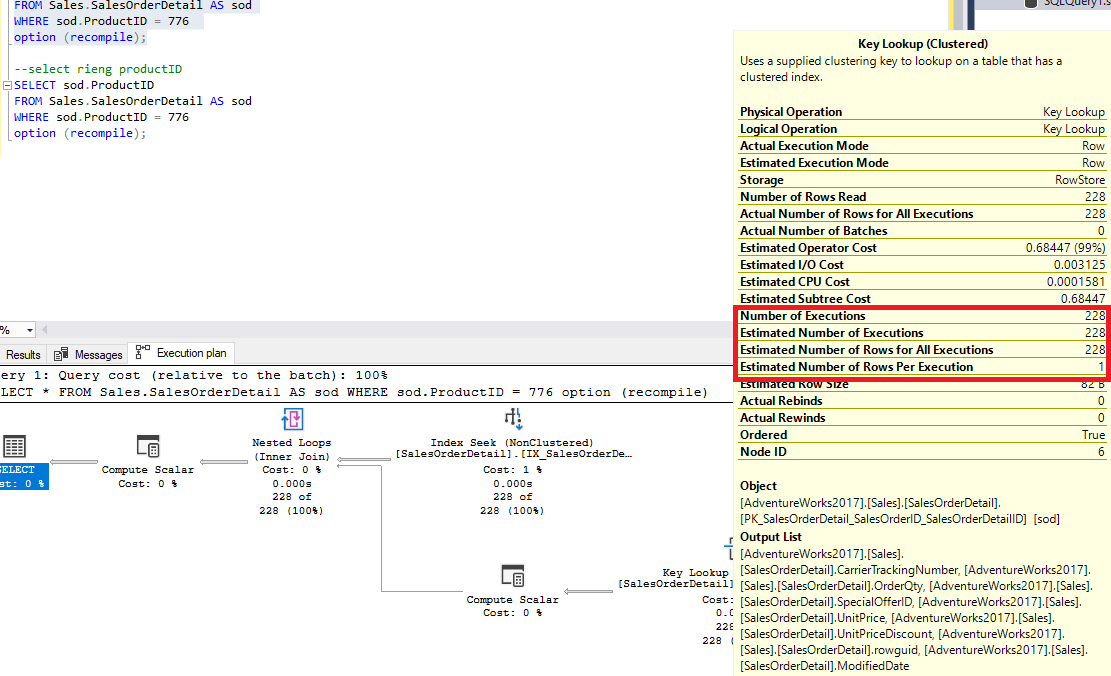 FROM Sales.SalesOrderDetail AS sod
WHERE sod.ProductID = 776
option (recompile);
--select rieng productID
SELECT sod.ProductID
FROM Sales.SalesOrderDetail AS sod
WHERE sod.ProductID = 776
option (recompile);
SQLQuery1.s
%
Results Messages Execution plan
ery 1: Query cost (relative to the batch): 100%
LECT * FROM Sales.SalesOrderDetail AS sod WHERE sod.ProductID = 776 option (recompile)
SELECT
st: 0 %
Compute Scalar
Cost: 0 %
Nested Loops
(Inner Join)
Cost: 0 %
0.000s
228 of
228 (100%)
Index Seek (NonClustered)
[SalesOrderDetail].[IX_SalesOrderDe…
Cost: 1 %
0.000s
228 of
228 (100%)
Compute Scalar
Cost: 0 %
Key Lookup
[SalesOrderDetail]
Cost:
0.0
228
228 (
Key Lookup (Clustered)
Uses a supplied clustering key to lookup on a table that has a
clustered index.
Physical Operation Key Lookup
Logical Operation Key Lookup
Actual Execution Mode Row
Estimated Execution Mode Row
Storage RowStore
Number of Rows Read 228
Actual Number of Rows for All Executions 228
Actual Number of Batches 0
Estimated Operator Cost 0.68447 (99%)
Estimated I/O Cost 0.003125
Estimated CPU Cost 0.0001581
Estimated Subtree Cost 0.68447
Number of Executions 228
Estimated Number of Executions 228
Estimated Number of Rows for All Executions 228
Estimated Number of Rows Per Execution 1
Estimated Row Size 82 B
Actual Rebinds 0
Actual Rewinds 0
Ordered True
Node ID 6
Object
[AdventureWorks2017].[Sales].[SalesOrderDetail].
[PK_SalesOrderDetail_SalesOrderID_SalesOrderDetailID] [sod]
Output List
[AdventureWorks2017].[Sales].
[SalesOrderDetail].CarrierTrackingNumber, [AdventureWorks2017].
[Sales].[SalesOrderDetail].OrderQty, [AdventureWorks2017].[Sales].
[SalesOrderDetail].SpecialOfferID, [AdventureWorks2017].[Sales].
[SalesOrderDetail].UnitPrice, [AdventureWorks2017].[Sales].
[SalesOrderDetail].UnitPriceDiscount, [AdventureWorks2017].
[Sales].[SalesOrderDetail].rowguid, [AdventureWorks2017].[Sales].
[SalesOrderDetail].ModifiedDate